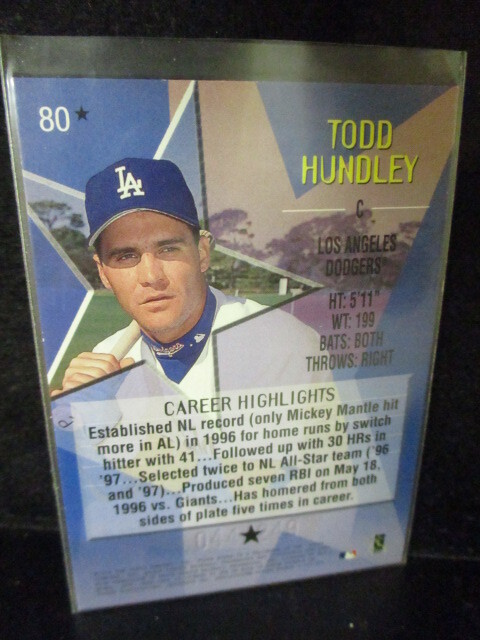 80
TODD
HUNDLEY
C
LOS ANGELES
DODGERS
HT: 5'11"
WT: 199
BATS: BOTH
THROWS: RIGHT
LA
CAREER HIGHLIGHTS
Established NL record (only Mickey Mantle hit
more in AL) in 1996 for home runs by switch
hitter with 41...Followed up with 30 HRs in
'97...Selected twice to NL All-Star team ('96
and '97)...Produced seven RBI on May 18,
1996 vs. Giants...Has homered from both
sides of plate five times in career.